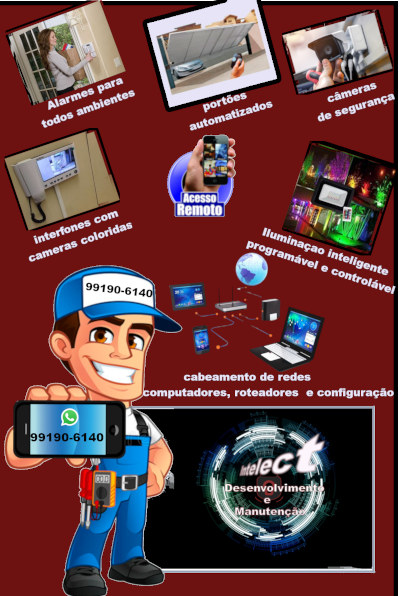 Alarmes para
todos ambientes
portões
automatizados
câmeras
de segurança
interfones com
cameras coloridas
Acesso
Remoto
Iluminaçao inteligente
programável e controlável
99190-6140
cabeamento de redes
computadores, roteadores e configuração
99190-6140
Intelect
Desenvolvimento
e
Manutenção